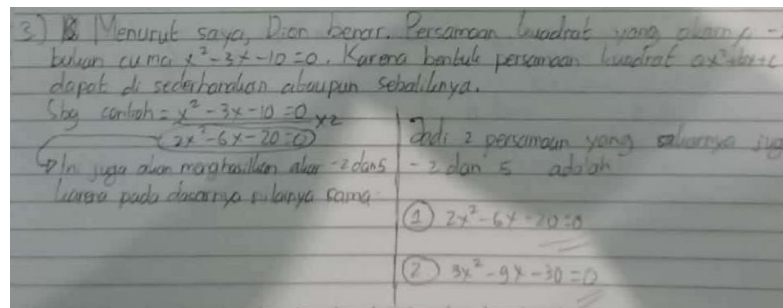 3) Menurut saya, Dion benar. Persamaan kuadrat yang akarnya -
bukan cuma x² - 3x - 10 = 0. Karena bentuk persamaan kuadrat ax²+bx+c
dapat di sederhanakan ataupun sebaliknya.
Sbg contoh = x² - 3x - 10 = 0 x2
2x² - 6x - 20 = 0
Ini juga akan menghasilkan akar -2 dan 5
karena pada dasarnya nilainya sama.
Jadi 2 persamaan yang akarnya jug
-2 dan 5 adalah
① 2x² - 6x - 20 = 0
② 3x² - 9x - 30 = 0